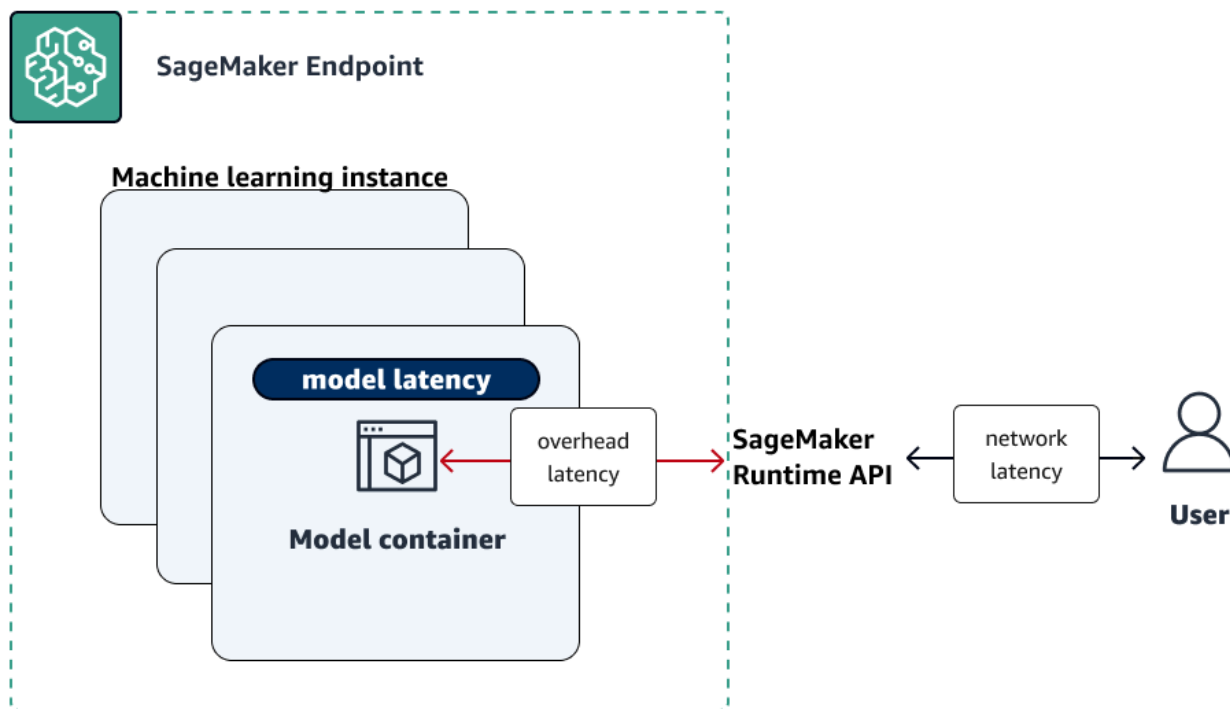 SageMaker Endpoint
Machine learning instance
model latency
overhead
latency
Model container
SageMaker
Runtime API
network
latency
User